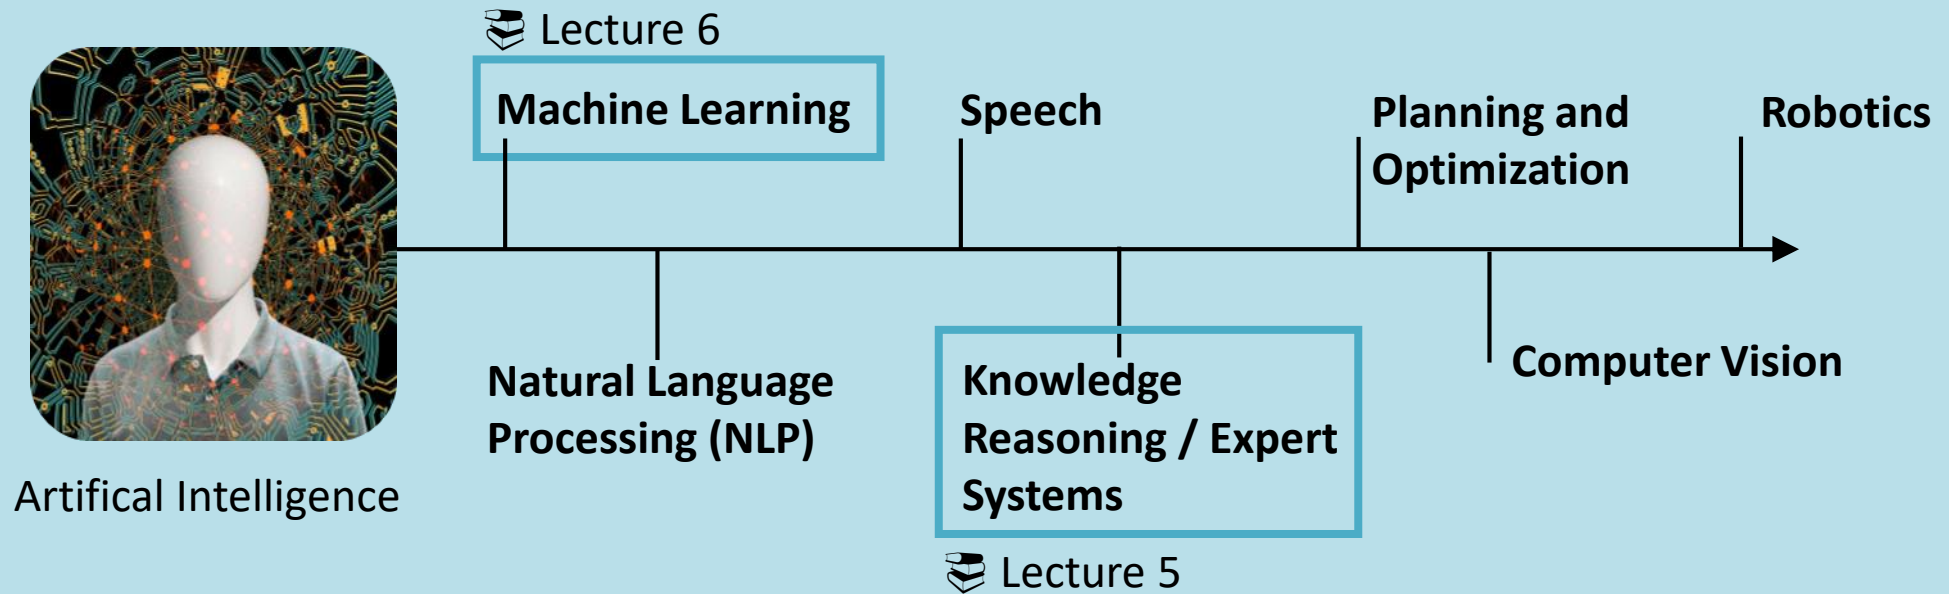 📚 Lecture 6
Machine Learning
Speech
Planning and
Optimization
Robotics
Natural Language
Processing (NLP)
Knowledge
Reasoning / Expert
Systems
Computer Vision
Artifical Intelligence
📚 Lecture 5